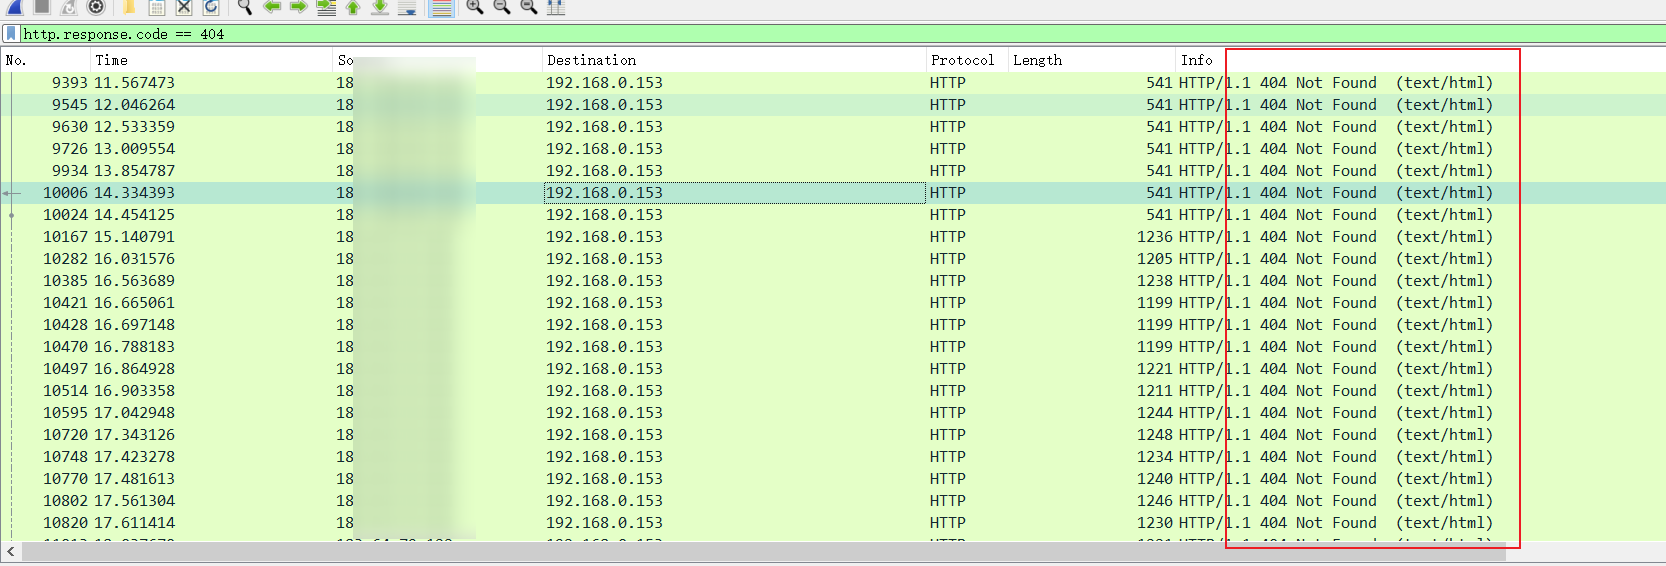 http.response.code == 404
No. Time So Destination Protocol Length Info
9393 11.567473 18 192.168.0.153 HTTP 541 HTTP/1.1 404 Not Found (text/html)
9545 12.046264 18 192.168.0.153 HTTP 541 HTTP/1.1 404 Not Found (text/html)
9630 12.533359 18 192.168.0.153 HTTP 541 HTTP/1.1 404 Not Found (text/html)
9726 13.009554 18 192.168.0.153 HTTP 541 HTTP/1.1 404 Not Found (text/html)
9934 13.854787 18 192.168.0.153 HTTP 541 HTTP/1.1 404 Not Found (text/html)
10006 14.334393 18 192.168.0.153 HTTP 541 HTTP/1.1 404 Not Found (text/html)
10024 14.454125 18 192.168.0.153 HTTP 541 HTTP/1.1 404 Not Found (text/html)
10167 15.140791 18 192.168.0.153 HTTP 1236 HTTP/1.1 404 Not Found (text/html)
10282 16.031576 18 192.168.0.153 HTTP 1205 HTTP/1.1 404 Not Found (text/html)
10385 16.563689 18 192.168.0.153 HTTP 1238 HTTP/1.1 404 Not Found (text/html)
10421 16.665061 18 192.168.0.153 HTTP 1199 HTTP/1.1 404 Not Found (text/html)
10428 16.697148 18 192.168.0.153 HTTP 1199 HTTP/1.1 404 Not Found (text/html)
10470 16.788183 18 192.168.0.153 HTTP 1199 HTTP/1.1 404 Not Found (text/html)
10497 16.864928 18 192.168.0.153 HTTP 1221 HTTP/1.1 404 Not Found (text/html)
10514 16.903358 18 192.168.0.153 HTTP 1211 HTTP/1.1 404 Not Found (text/html)
10595 17.042948 18 192.168.0.153 HTTP 1244 HTTP/1.1 404 Not Found (text/html)
10720 17.343126 18 192.168.0.153 HTTP 1248 HTTP/1.1 404 Not Found (text/html)
10748 17.423278 18 192.168.0.153 HTTP 1234 HTTP/1.1 404 Not Found (text/html)
10770 17.481613 18 192.168.0.153 HTTP 1240 HTTP/1.1 404 Not Found (text/html)
10802 17.561304 18 192.168.0.153 HTTP 1246 HTTP/1.1 404 Not Found (text/html)
10820 17.611414 18 192.168.0.153 HTTP 1230 HTTP/1.1 404 Not Found (text/html)